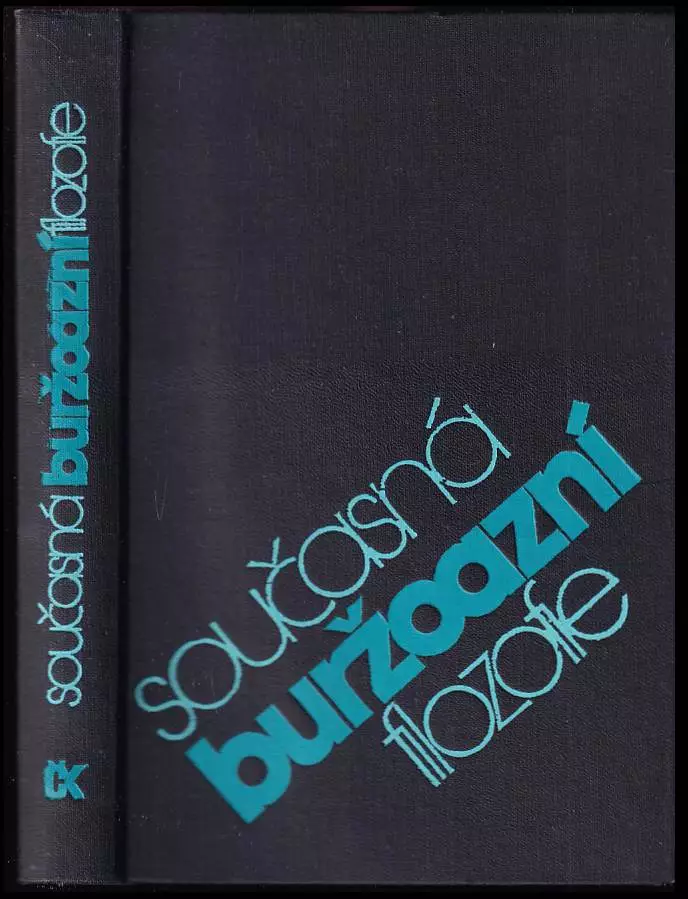 současná buržoazní filozofie
ČK
současná
buržoazní
filozofie